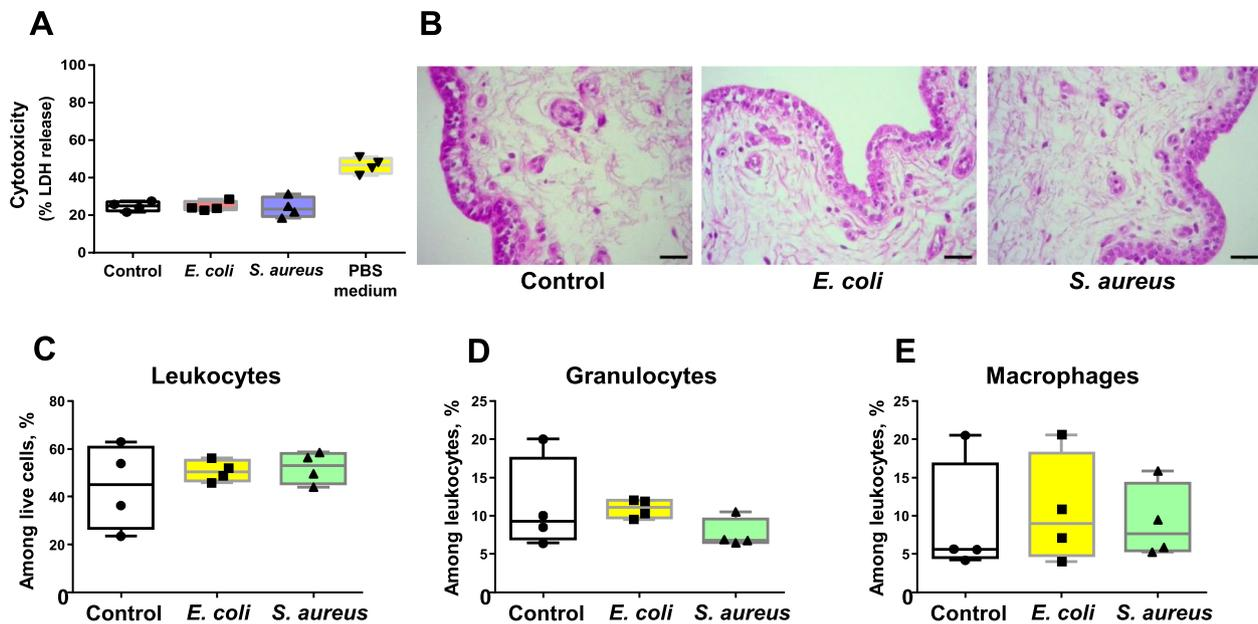 A
Cytotoxicity
(% LDH release)
100
80
60
40
20
0
Control
E. coli
S. aureus
PBS
medium
B
Control
E. coli
S. aureus
C
Leukocytes
Among live cells, %
80
60
40
20
0
Control
E. coli
S. aureus
D
Granulocytes
Among leukocytes, %
25
20
15
10
5
0
Control
E. coli
S. aureus
E
Macrophages
Among leukocytes, %
25
20
15
10
5
0
Control
E. coli
S. aureus